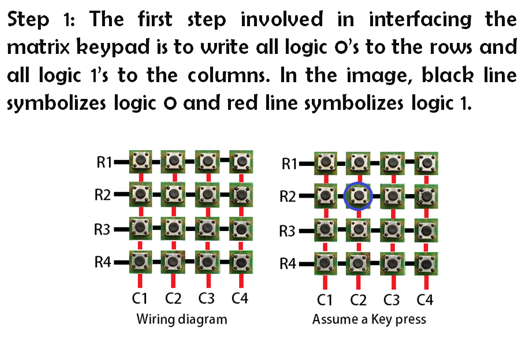 Step 1: The first step involved in interfacing the
matrix keypad is to write all logic 0's to the rows and
all logic 1's to the columns. In the image, black line
symbolizes logic 0 and red line symbolizes logic 1.
R1
R2
R3
R4
C1 C2 C3 C4
Wiring diagram
R1
R2
R3
R4
C1 C2 C3 C4
Assume a Key press